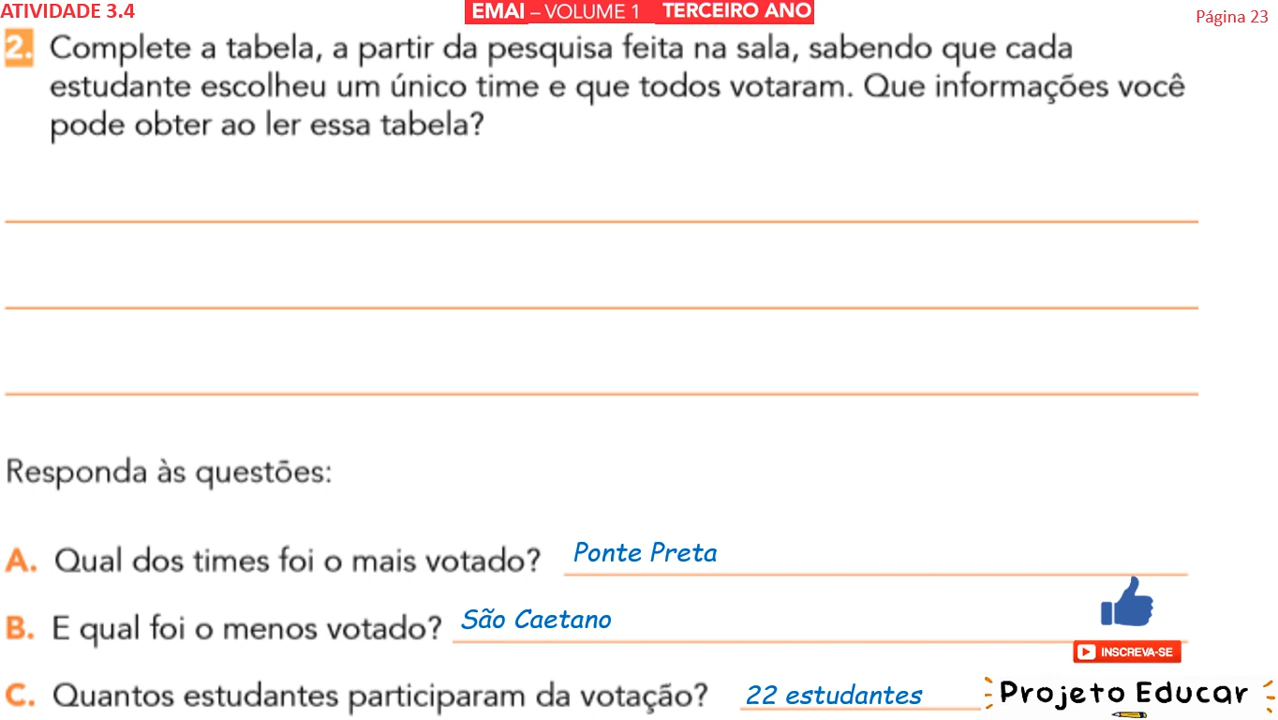 ATIVIDADE 3.4
EMAI – VOLUME 1 TERCEIRO ANO
Página 23
2. Complete a tabela, a partir da pesquisa feita na sala, sabendo que cada
estudante escolheu um único time e que todos votaram. Que informações você
pode obter ao ler essa tabela?
Responda às questões:
A. Qual dos times foi o mais votado? Ponte Preta
B. E qual foi o menos votado? São Caetano
INSCREVA-SE
C. Quantos estudantes participaram da votação? 22 estudantes
Projeto Educar